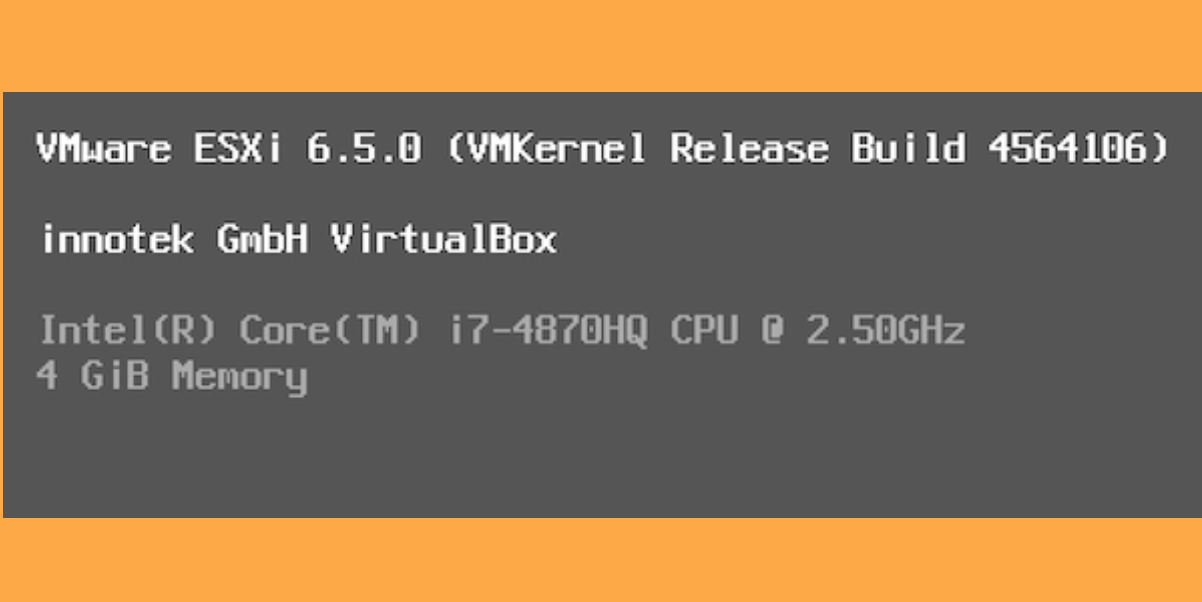 VMware ESXi 6.5.0 (VMKernel Release Build 4564106)
innotek GmbH VirtualBox
Intel(R) Core(TM) i7-4870HQ CPU @ 2.50GHz
4 GiB Memory